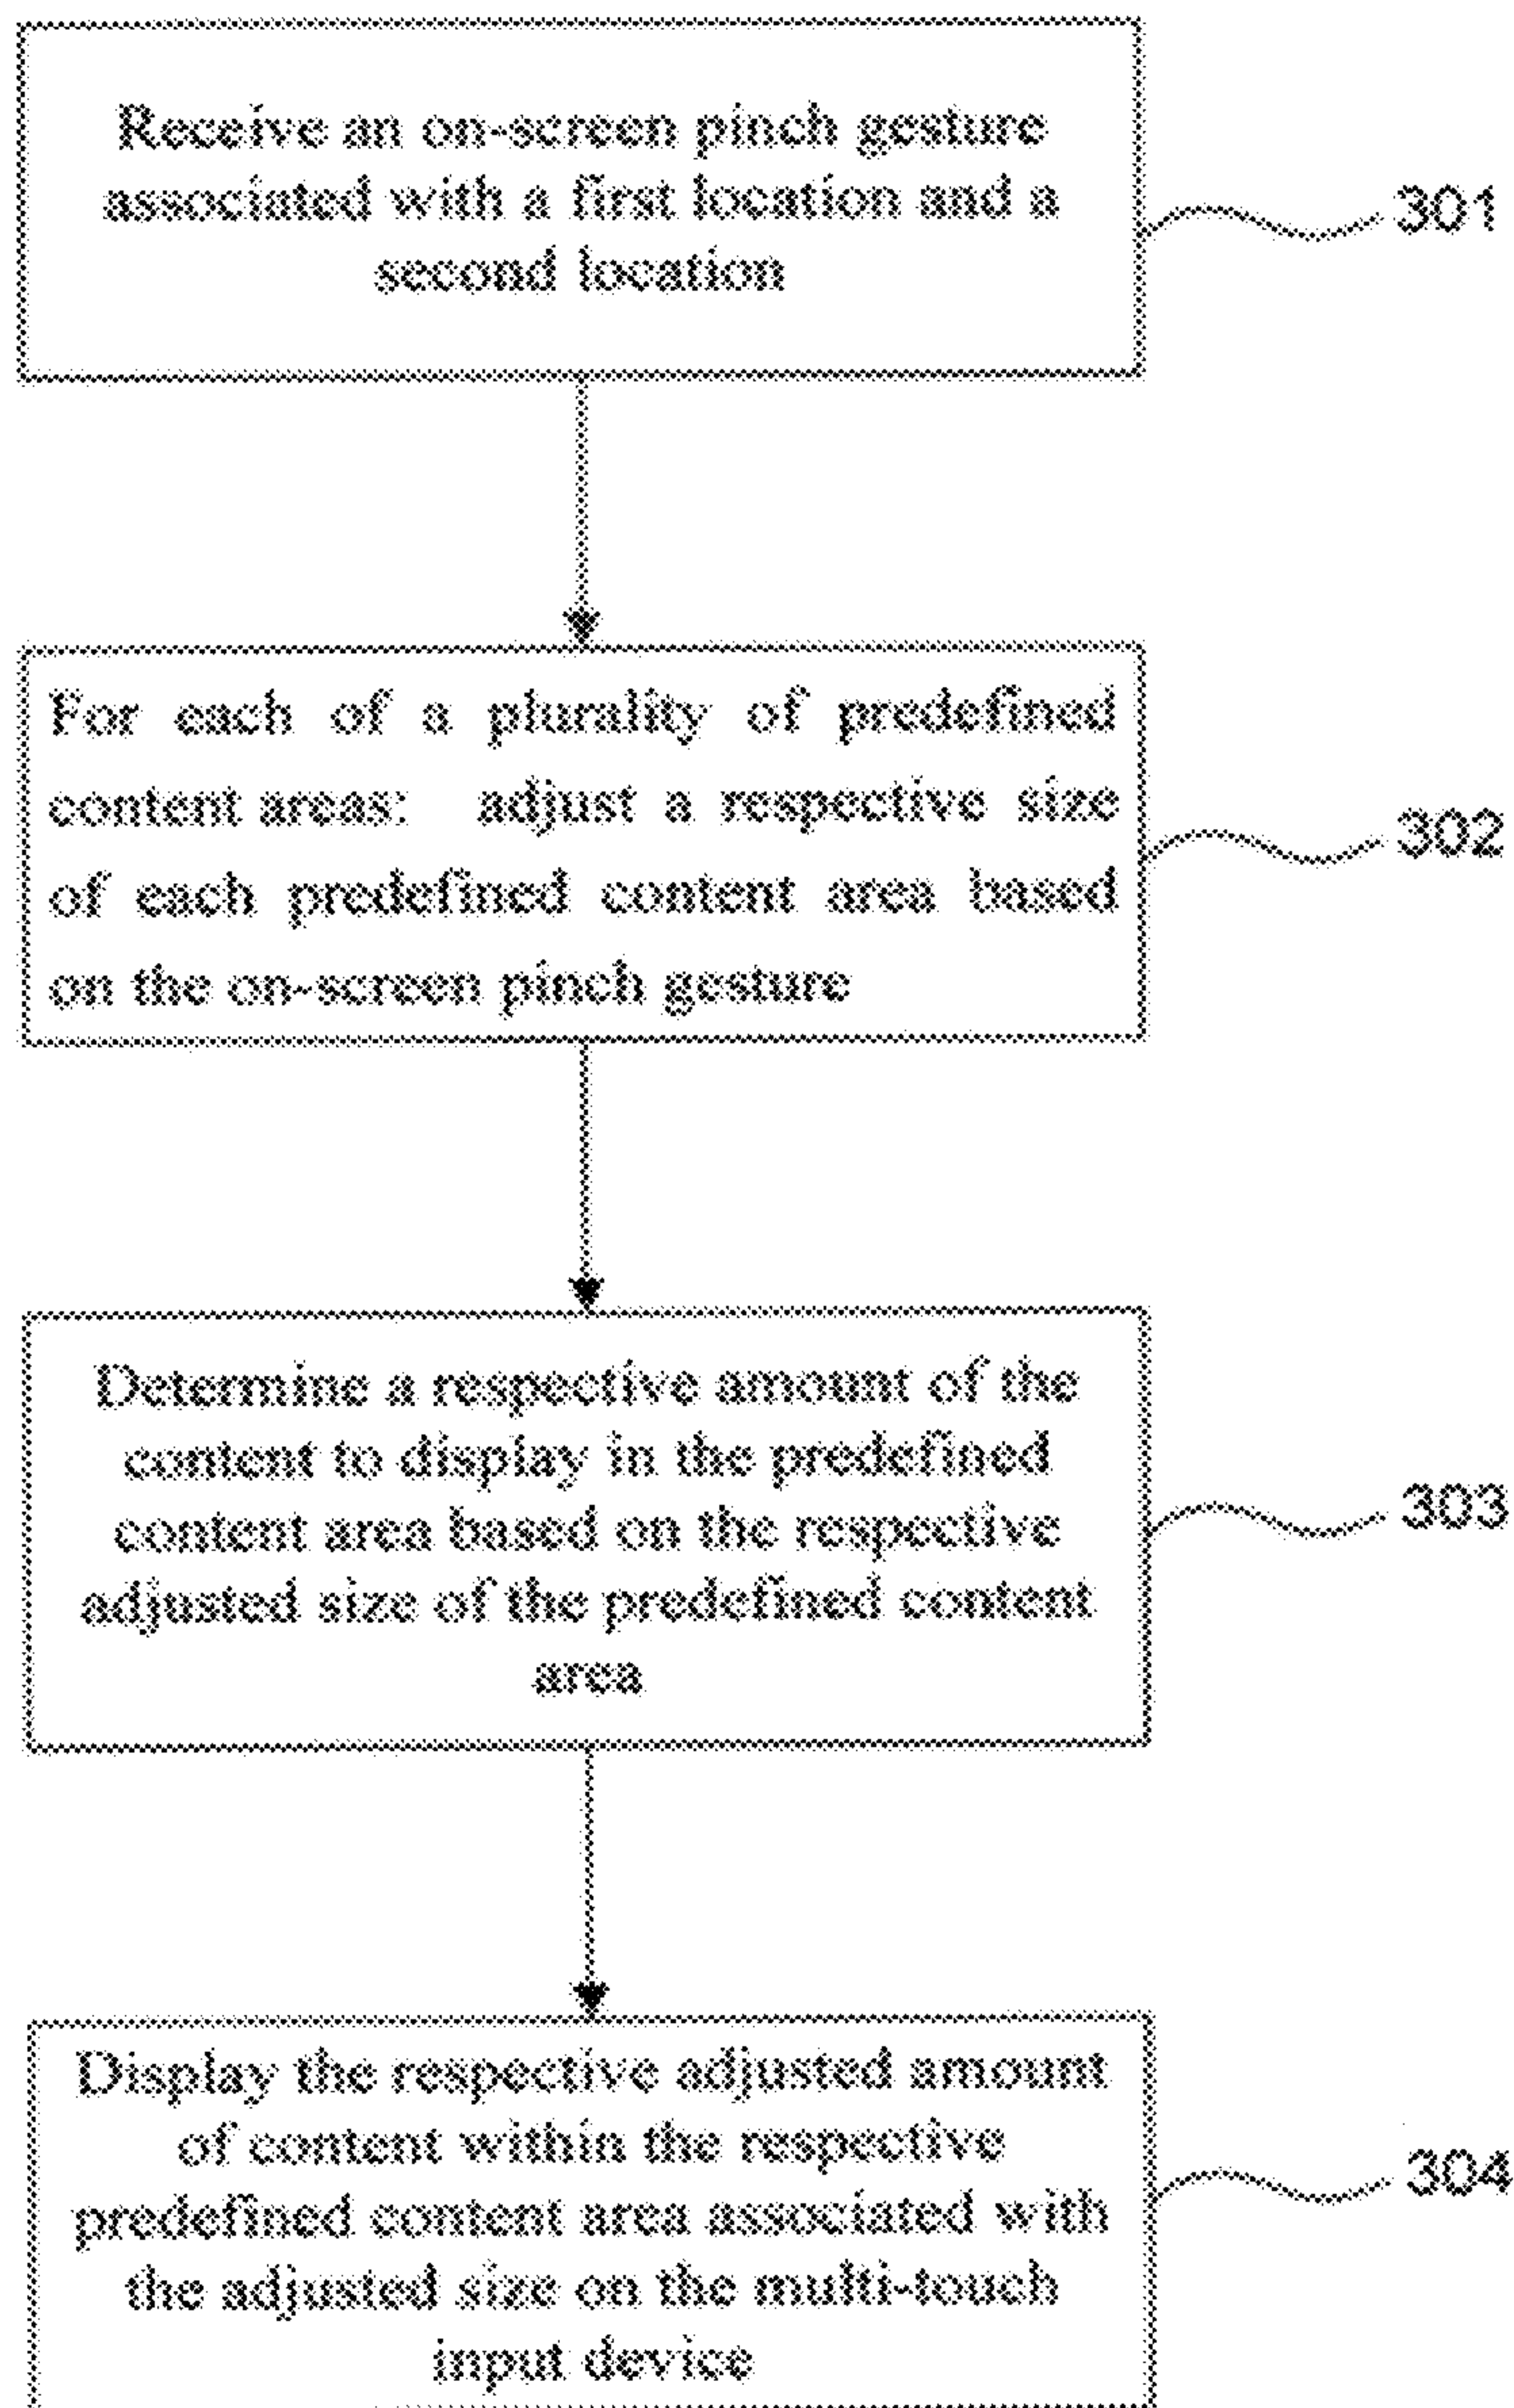 Receive an on-screen pinch gesture
associated with a first location and a
second location
301
For each of a plurality of predefined
content areas: adjust a respective size
of each predefined content area based
on the on-screen pinch gesture
302
Determine a respective amount of the
content to display in the predefined
content area based on the respective
adjusted size of the predefined content
area
303
Display the respective adjusted amount
of content within the respective
predefined content area associated with
the adjusted size on the multi-touch
input device
304